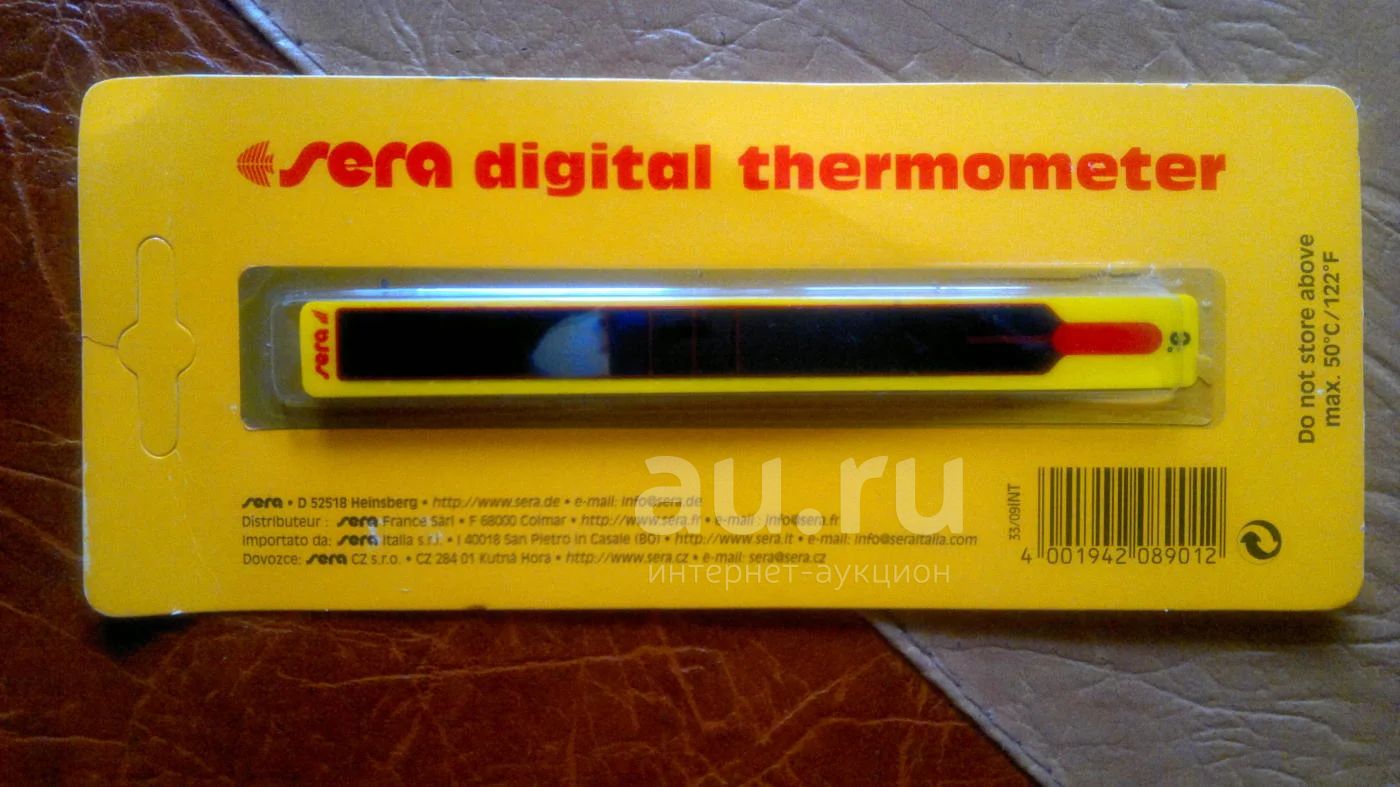 sera digital thermometer
sera
°C
Do not store above
max. 50°C/122°F
sera • D 52518 Heinsberg • http://www.sera.de • e-mail: info@sera.de
Distributeur : sera France Sàrl • F 68000 Colmar • http://www.sera.fr • e-mail : info@sera.fr
Importato da: sera Italia s.r.l. • I 40018 San Pietro in Casale (BO) • http://www.sera.it • e-mail: info@seraitalia.com
Dovozce: sera CZ s.r.o. • CZ 284 01 Kutná Hora • http://www.sera.cz • e-mail: sera@sera.cz
33/09INT
4 001942 089012
au.ru
интернет-аукцион